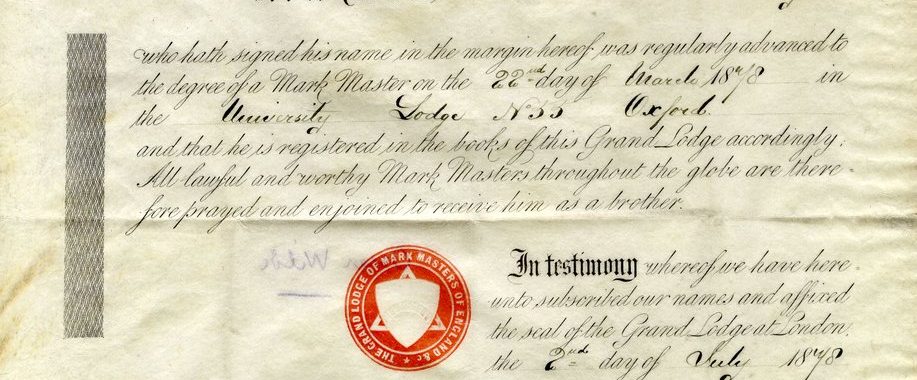 who hath signed his name in the margin hereof was regularly advanced to
the degree of a Mark Master on the 22nd day of March 1878 in
the University Lodge No 55 Oxford.
and that he is registered in the books of this Grand Lodge accordingly.
All lawful and worthy Mark Masters throughout the globe are there-
fore prayed and enjoined to receive him as a brother.
THE GRAND LODGE OF MARK MASTERS OF ENGLAND &c
In testimony whereof we have here-
unto subscribed our names and affixed
the seal of the Grand Lodge at London,
the 2nd day of July 1878